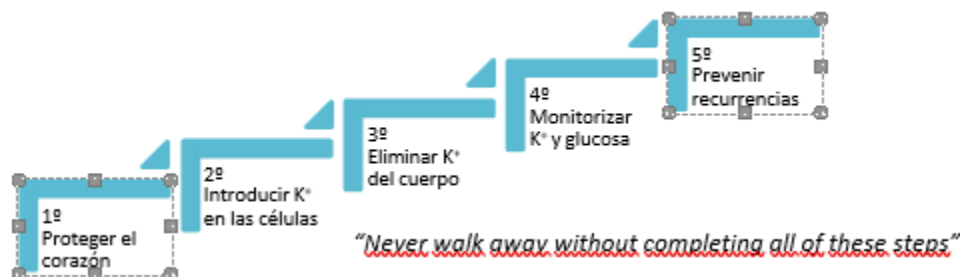 1º
Proteger el
corazón
2º
Introducir K⁺
en las células
3º
Eliminar K⁺
del cuerpo
4º
Monitorizar
K⁺ y glucosa
5º
Prevenir
recurrencias
“Never walk away without completing all of these steps”